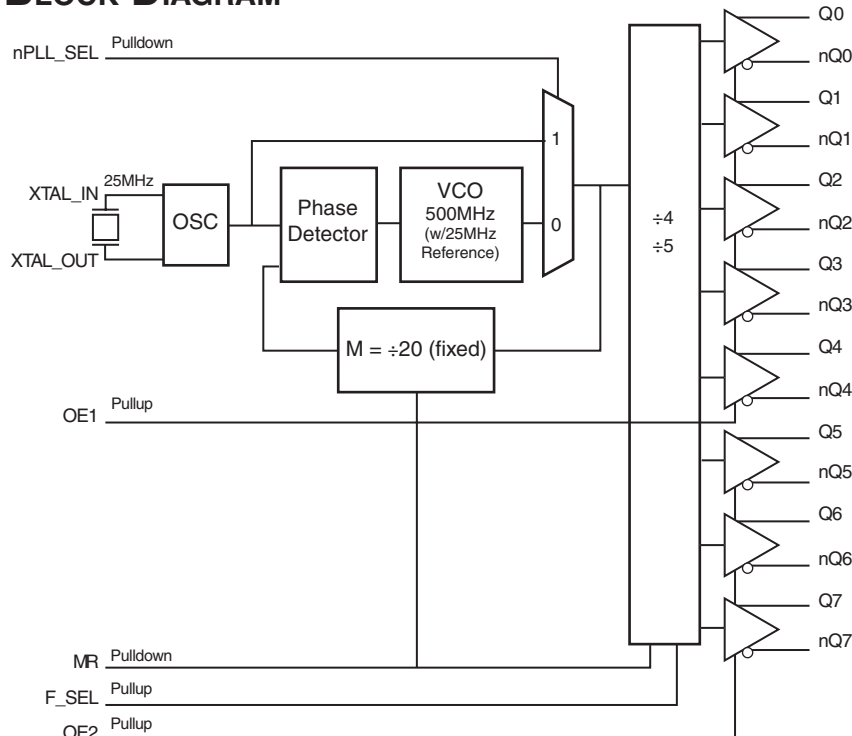 BLOCK DIAGRAM
nPLL_SEL Pulldown
XTAL_IN 25MHz
XTAL_OUT
OSC
Phase
Detector
VCO
500MHz
(w/25MHz
Reference)
1
0
M = ÷20 (fixed)
÷4
÷5
OE1 Pullup
MR Pulldown
F_SEL Pullup
OE2 Pullup
Q0
nQ0
Q1
nQ1
Q2
nQ2
Q3
nQ3
Q4
nQ4
Q5
nQ5
Q6
nQ6
Q7
nQ7